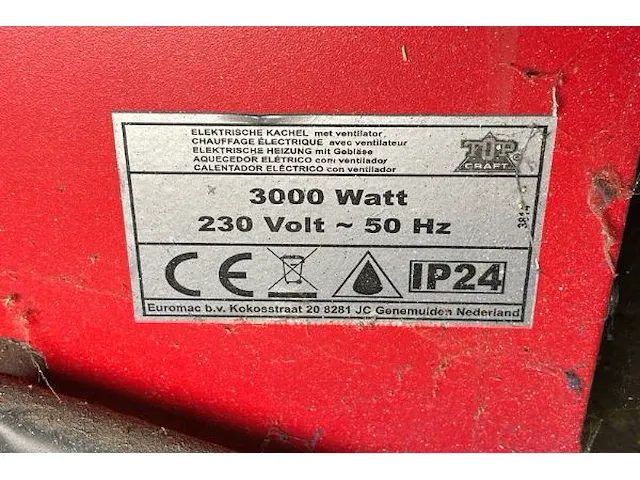 ELEKTRISCHE KACHEL met ventilator
CHAUFFAGE ÉLECTRIQUE avec ventilateur
ELEKTRISCHE HEIZUNG mit Gebläse
AQUECEDOR ELÉTRICO com ventilador
CALENTADOR ELÉCTRICO con ventilador
TOP
CRAFT
3000 Watt
230 Volt ~ 50 Hz
CE
IP24
Euromac b.v. Kokosstraat 20 8281 JC Genemuiden Nederland